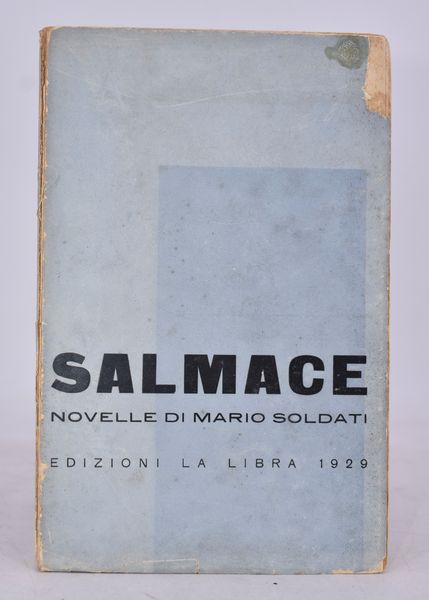 SALMACE
NOVELLE DI MARIO SOLDATI
EDIZIONI LA LIBRA 1929